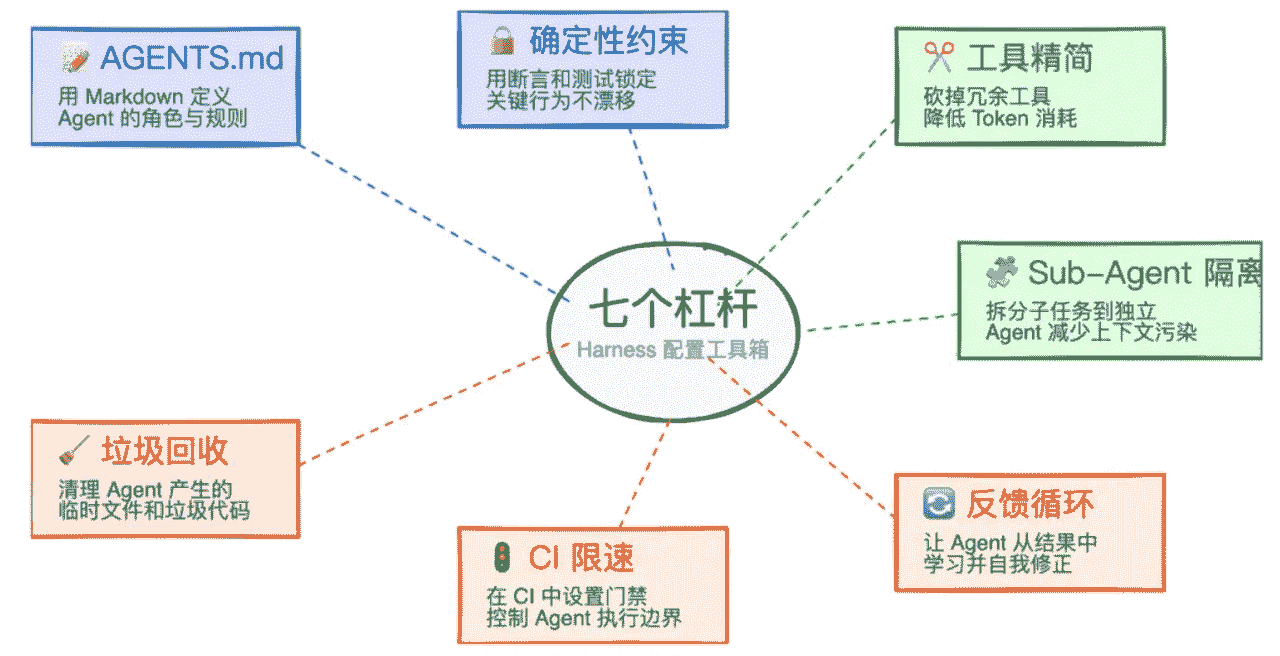 AGENTS.md
用 Markdown 定义
Agent 的角色与规则
确定性约束
用断言和测试锁定
关键行为不漂移
工具精简
砍掉冗余工具
降低 Token 消耗
Sub-Agent 隔离
拆分子任务到独立
Agent 减少上下文污染
七个杠杆
Harness 配置工具箱
垃圾回收
清理 Agent 产生的
临时文件和垃圾代码
CI 限速
在 CI 中设置门禁
控制 Agent 执行边界
反馈循环
让 Agent 从结果中
学习并自我修正